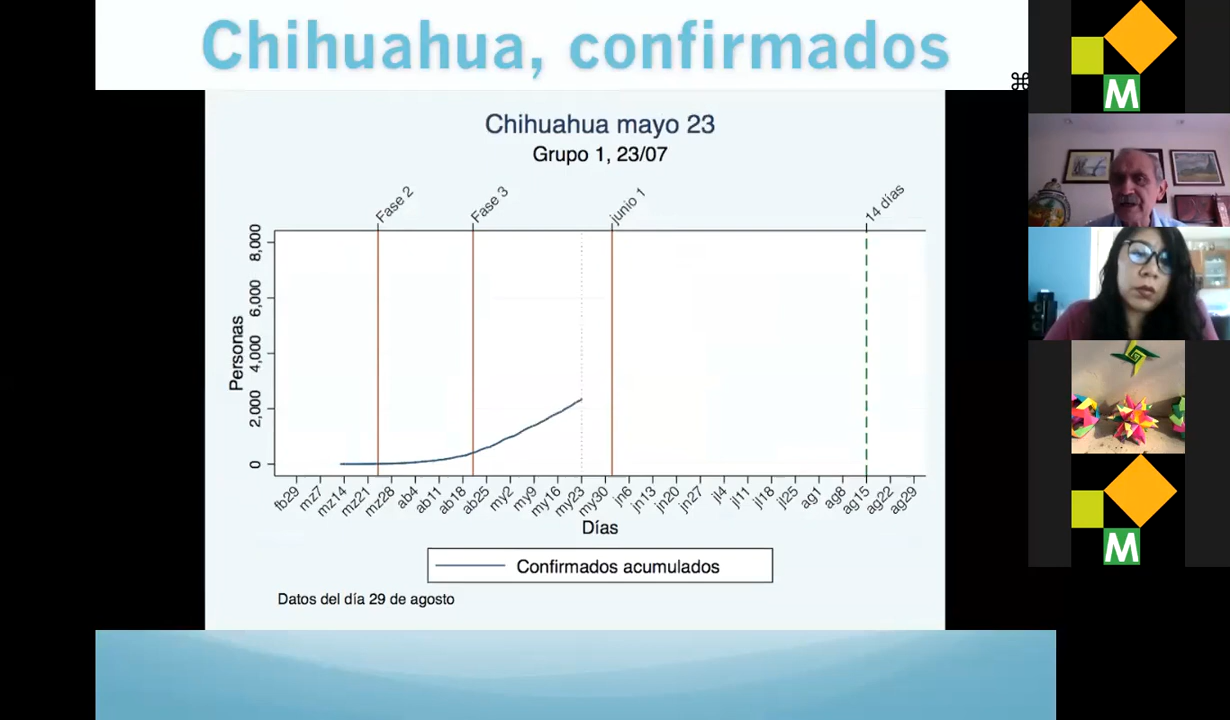 Chihuahua, confirmados
⌘
Chihuahua mayo 23
Grupo 1, 23/07
Fase 2
Fase 3
junio 1
14 días
8,000
6,000
4,000
2,000
0
Personas
fb29 mz7 mz14 mz21 mz28 ab4 ab11 ab18 ab25 my2 my9 my16 my23 my30 jn6 jn13 jn20 jn27 jl4 jl11 jl18 jl25 ag1 ag8 ag15 ag22 ag29
Días
Confirmados acumulados
Datos del día 29 de agosto
M
M